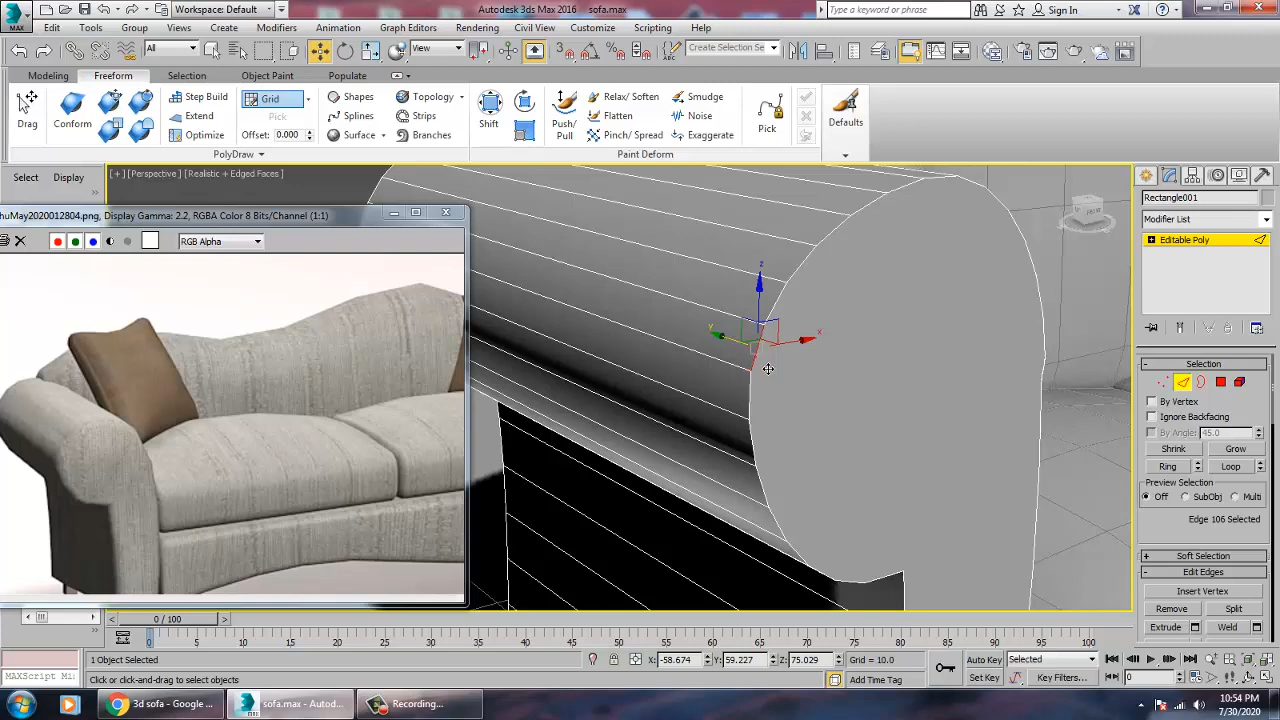 Workspace: Default
Autodesk 3ds Max 2016 sofa.max
Type a keyword or phrase
Sign In
MAX
Edit Tools Group Views Create Modifiers Animation Graph Editors Rendering Civil View Customize Scripting Help
All
View
Create Selection Se
Modeling Freeform Selection Object Paint Populate
Drag
Conform
Step Build
Extend
Optimize
Grid
Pick
Offset: 0.000
Shapes
Splines
Surface
Topology
Strips
Branches
PolyDraw
Shift
Push/
Pull
Relax/ Soften
Flatten
Pinch/ Spread
Smudge
Noise
Exaggerate
Paint Deform
Pick
Defaults
Select Display
[+] [Perspective] [Realistic + Edged Faces]
huMay2020012804.png, Display Gamma: 2.2, RGBA Color 8 Bits/Channel (1:1)
RGB Alpha
z
y
x
Rectangle001
Modifier List
Editable Poly
Selection
By Vertex
Ignore Backfacing
By Angle: 45.0
Shrink Grow
Ring Loop
Preview Selection
Off SubObj Multi
Edge 106 Selected
Soft Selection
Edit Edges
Insert Vertex
Remove Split
Extrude Weld
0 / 100
0 5 10 15 20 25 30 35 40 45 50 55 60 65 70 75 80 85 90 95 100
1 Object Selected
X: -58.674 Y: 59.227 Z: 75.029 Grid = 10.0
Auto Key Selected
MAXScript Mi:
Click or click-and-drag to select objects
Add Time Tag
Set Key Key Filters...
0
3d sofa - Google ...
sofa.max - Autod...
Recording...
10:54 PM
7/30/2020